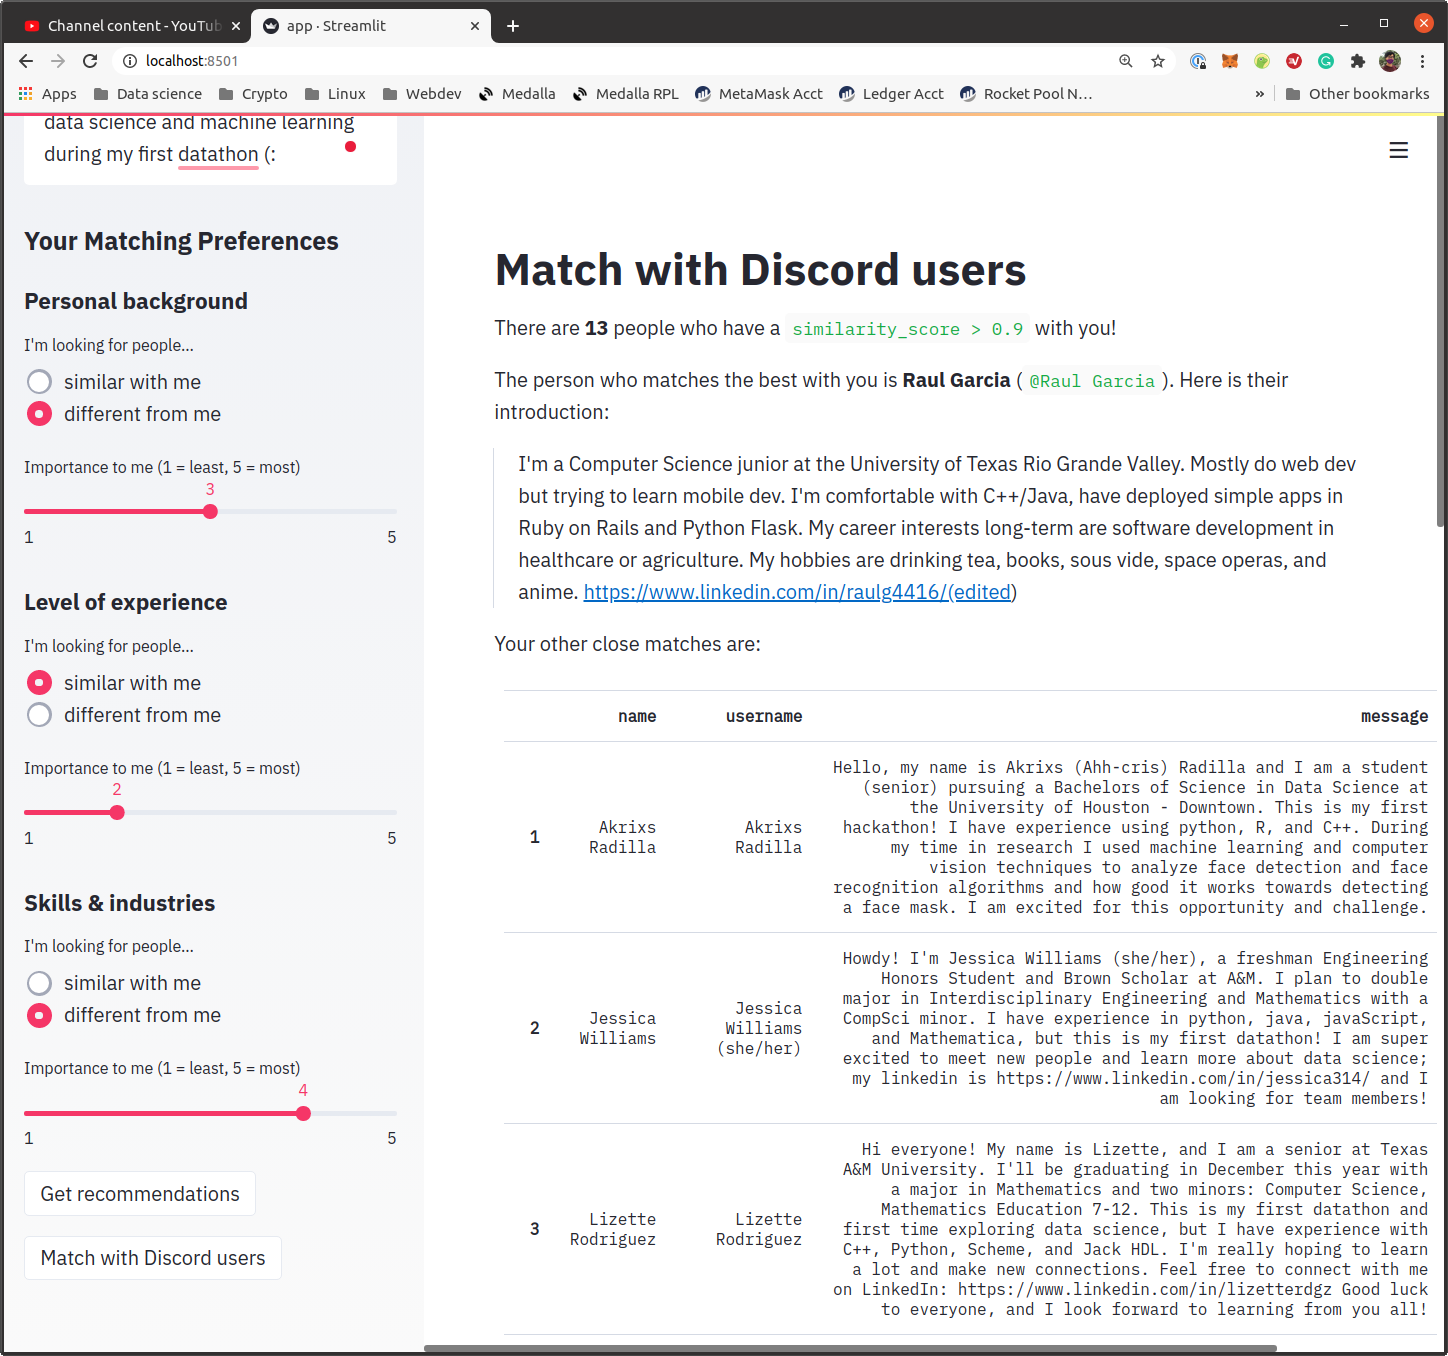 Channel content - YouTub
app · Streamlit
localhost:8501
Apps
Data science
Crypto
Linux
Webdev
Medalla
Medalla RPL
MetaMask Acct
Ledger Acct
Rocket Pool N...
»
Other bookmarks
data science and machine learning
during my first datathon (:
Your Matching Preferences
Personal background
I'm looking for people...
similar with me
different from me
Importance to me (1 = least, 5 = most)
3
1 5
Level of experience
I'm looking for people...
similar with me
different from me
Importance to me (1 = least, 5 = most)
2
1 5
Skills & industries
I'm looking for people...
similar with me
different from me
Importance to me (1 = least, 5 = most)
4
1 5
Get recommendations
Match with Discord users
Match with Discord users
There are 13 people who have a similarity_score > 0.9 with you!
The person who matches the best with you is Raul Garcia ( @Raul Garcia ). Here is their
introduction:
I'm a Computer Science junior at the University of Texas Rio Grande Valley. Mostly do web dev
but trying to learn mobile dev. I'm comfortable with C++/Java, have deployed simple apps in
Ruby on Rails and Python Flask. My career interests long-term are software development in
healthcare or agriculture. My hobbies are drinking tea, books, sous vide, space operas, and
anime. https://www.linkedin.com/in/raulg4416/(edited)
Your other close matches are:
name username message
1
Akrixs
Radilla
Akrixs
Radilla
Hello, my name is Akrixs (Ahh-cris) Radilla and I am a student
(senior) pursuing a Bachelors of Science in Data Science at
the University of Houston - Downtown. This is my first
hackathon! I have experience using python, R, and C++. During
my time in research I used machine learning and computer
vision techniques to analyze face detection and face
recognition algorithms and how good it works towards detecting
a face mask. I am excited for this opportunity and challenge.
2
Jessica
Williams
Jessica
Williams
(she/her)
Howdy! I'm Jessica Williams (she/her), a freshman Engineering
Honors Student and Brown Scholar at A&M. I plan to double
major in Interdisciplinary Engineering and Mathematics with a
CompSci minor. I have experience in python, java, javaScript,
and Mathematica, but this is my first datathon! I am super
excited to meet new people and learn more about data science;
my linkedin is https://www.linkedin.com/in/jessica314/ and I
am looking for team members!
3
Lizette
Rodriguez
Lizette
Rodriguez
Hi everyone! My name is Lizette, and I am a senior at Texas
A&M University. I'll be graduating in December this year with
a major in Mathematics and two minors: Computer Science,
Mathematics Education 7-12. This is my first datathon and
first time exploring data science, but I have experience with
C++, Python, Scheme, and Jack HDL. I'm really hoping to learn
a lot and make new connections. Feel free to connect with me
on LinkedIn: https://www.linkedin.com/in/lizetterdgz Good luck
to everyone, and I look forward to learning from you all!